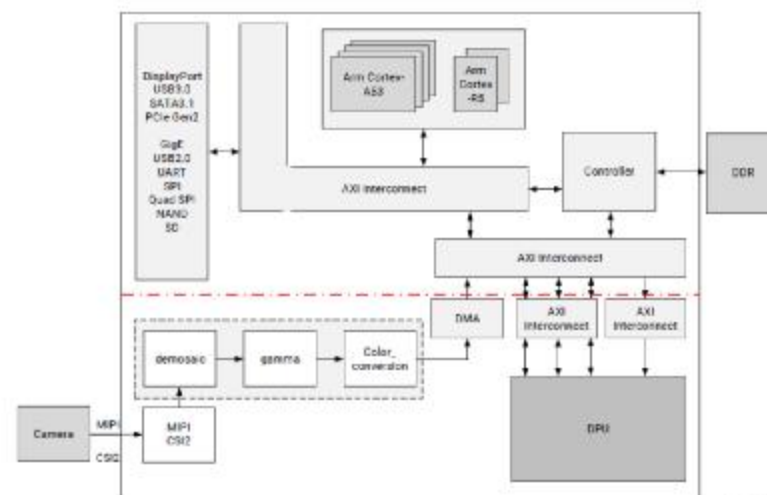 DisplayPort
USB3.0
SATA3.1
PCIe Gen2
GigE
USB2.0
UART
SPI
Quad SPI
NAND
SD
Arm Cortex-
A53
Arm
Cortex
-R5
AXI Interconnect
Controller
DDR
AXI Interconnect
DMA
AXI
Interconnect
AXI
Interconnect
demosaic
gamma
Color_
conversion
Camera
MIPI
CSI2
MIPI
CSI2
DPU